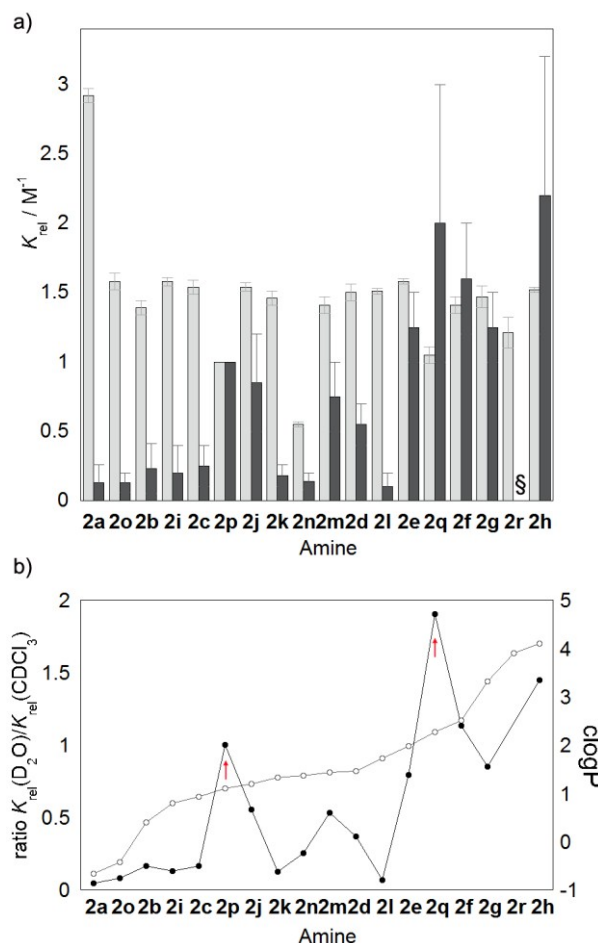 a)
3
2.5
2
1.5
1
0.5
0
K_rel / M⁻¹
§
2a 2o 2b 2i 2c 2p 2j 2k 2n 2m 2d 2l 2e 2q 2f 2g 2r 2h
Amine
b)
2
1.5
1
0.5
0
ratio K_rel(D₂O)/K_rel(CDCl₃)
5
4
3
2
1
0
-1
clogP
2a 2o 2b 2i 2c 2p 2j 2k 2n 2m 2d 2l 2e 2q 2f 2g 2r 2h
Amine